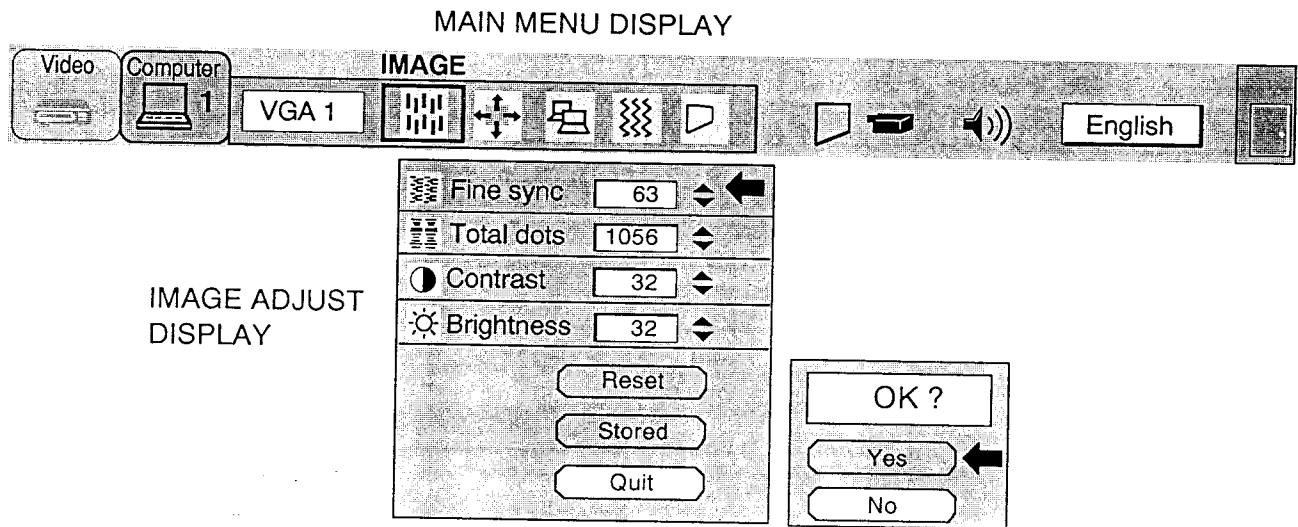 MAIN MENU DISPLAY
Video
Computer
1
VGA 1
IMAGE
English
Fine sync 63
Total dots 1056
Contrast 32
Brightness 32
IMAGE ADJUST
DISPLAY
Reset
Stored
Quit
OK ?
Yes
No